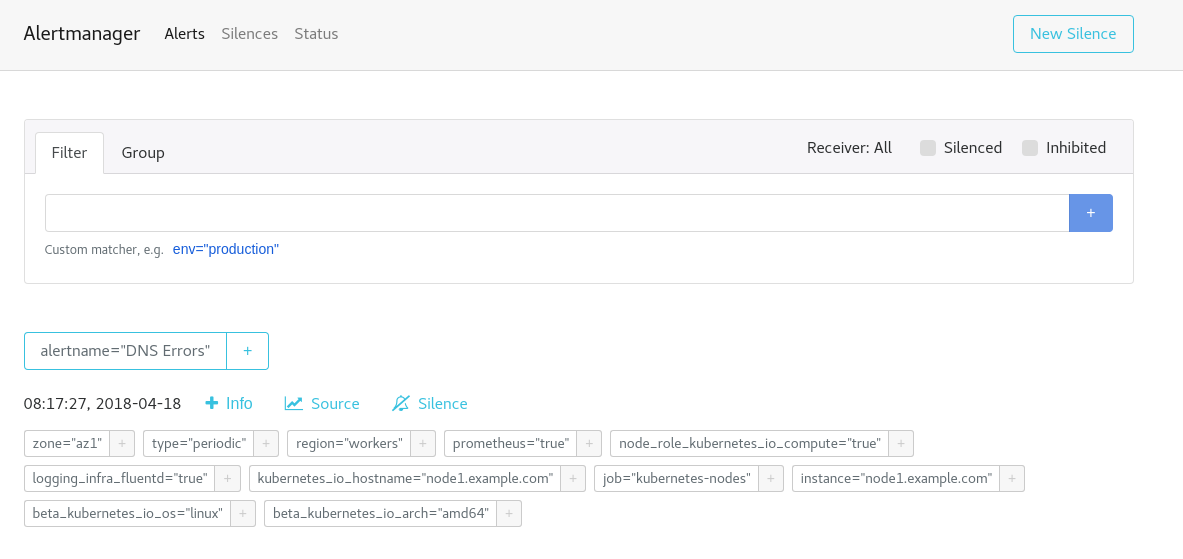 Alertmanager Alerts Silences Status New Silence
Filter Group Receiver: All Silenced Inhibited
+
Custom matcher, e.g. env="production"
alertname="DNS Errors" +
08:17:27, 2018-04-18 + Info Source Silence
zone="az1" + type="periodic" + region="workers" + prometheus="true" + node_role_kubernetes_io_compute="true" +
logging_infra_fluentd="true" + kubernetes_io_hostname="node1.example.com" + job="kubernetes-nodes" + instance="node1.example.com" +
beta_kubernetes_io_os="linux" + beta_kubernetes_io_arch="amd64" +